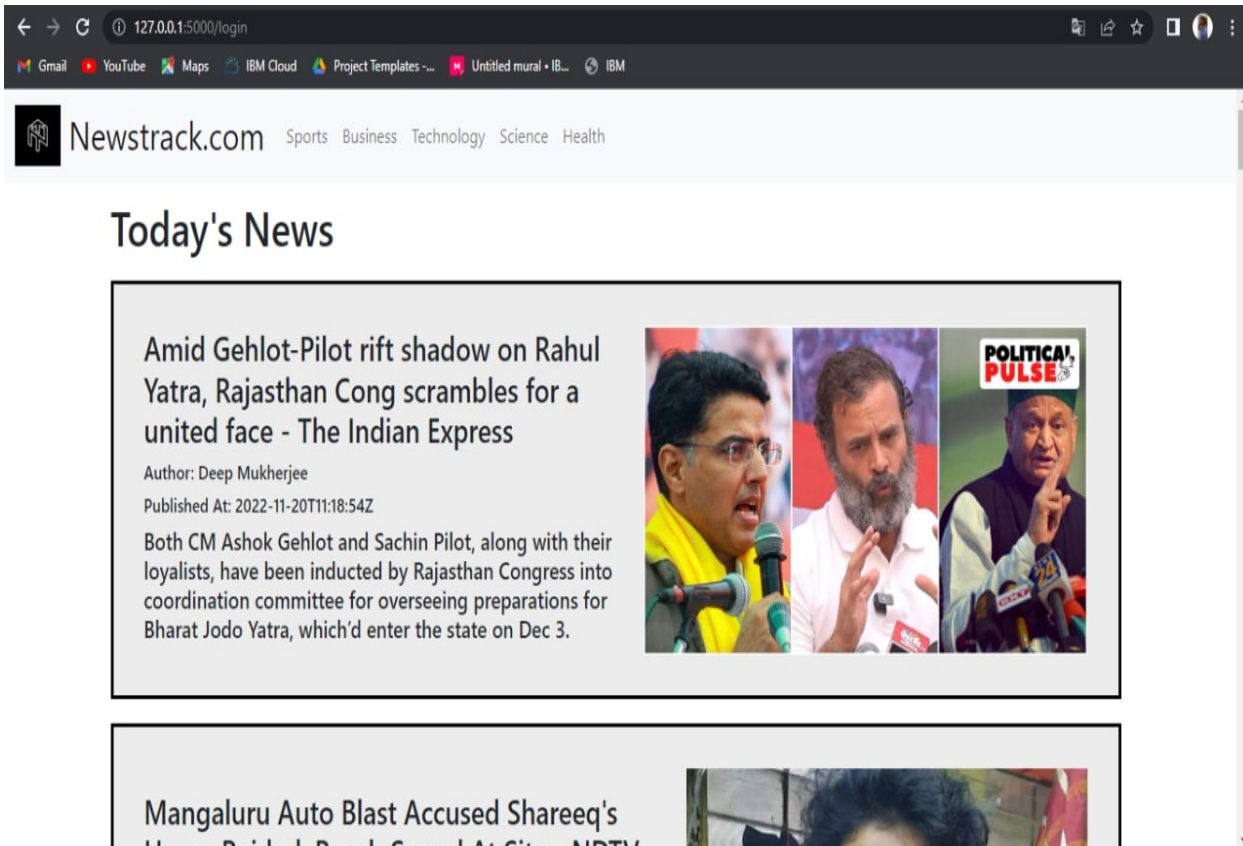 127.0.0.1:5000/login
Gmail YouTube Maps IBM Cloud Project Templates -... Untitled mural • IB... IBM
Newstrack.com Sports Business Technology Science Health
Today's News
Amid Gehlot-Pilot rift shadow on Rahul
Yatra, Rajasthan Cong scrambles for a
united face - The Indian Express
Author: Deep Mukherjee
Published At: 2022-11-20T11:18:54Z
Both CM Ashok Gehlot and Sachin Pilot, along with their
loyalists, have been inducted by Rajasthan Congress into
coordination committee for overseeing preparations for
Bharat Jodo Yatra, which'd enter the state on Dec 3.
POLITICAL
PULSE
24
Mangaluru Auto Blast Accused Shareeq's